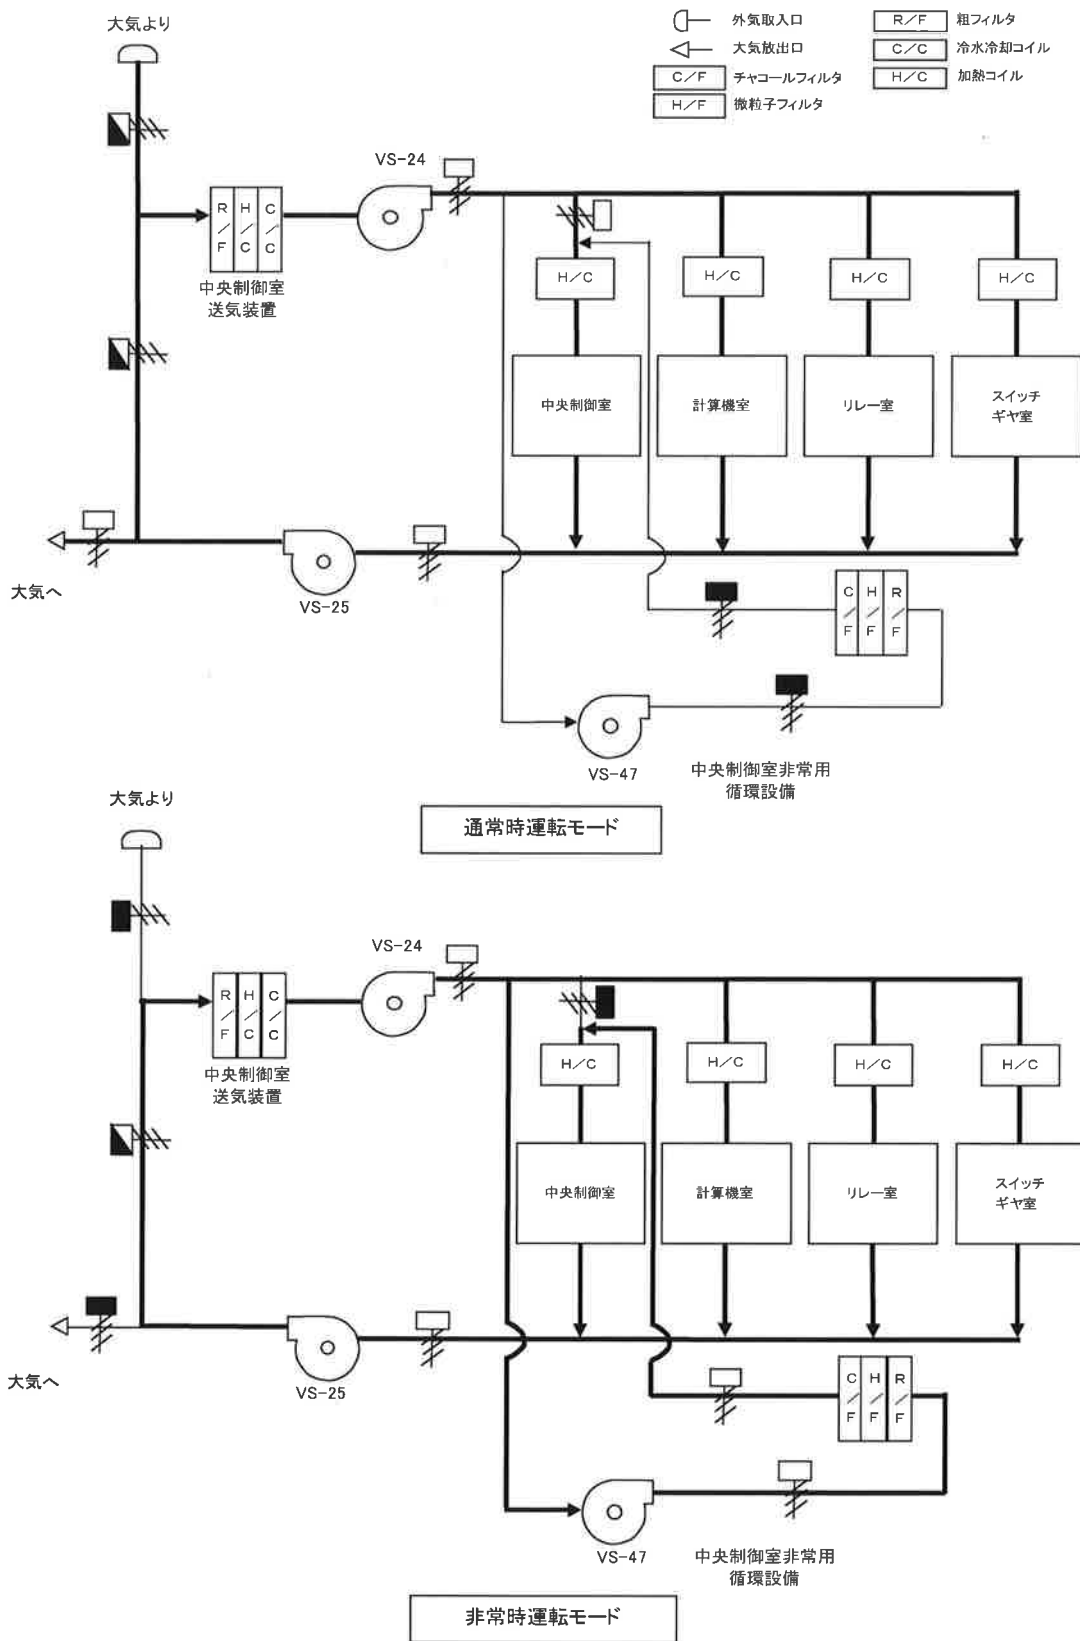 大気より
外気取入口
R/F
粗フィルタ
大気放出口
C/C
冷水冷却コイル
C/F
チャコールフィルタ
H/C
加熱コイル
H/F
微粒子フィルタ
VS-24
R/F
H/C
C/C
中央制御室
送気装置
H/C
H/C
H/C
H/C
中央制御室
計算機室
リレー室
スイッチ
ギヤ室
大気へ
VS-25
C/F
H/F
R/F
VS-47
中央制御室非常用
循環設備
通常時運転モード
大気より
VS-24
R/F
H/C
C/C
中央制御室
送気装置
H/C
H/C
H/C
H/C
中央制御室
計算機室
リレー室
スイッチ
ギヤ室
大気へ
VS-25
C/F
H/F
R/F
VS-47
中央制御室非常用
循環設備
非常時運転モード